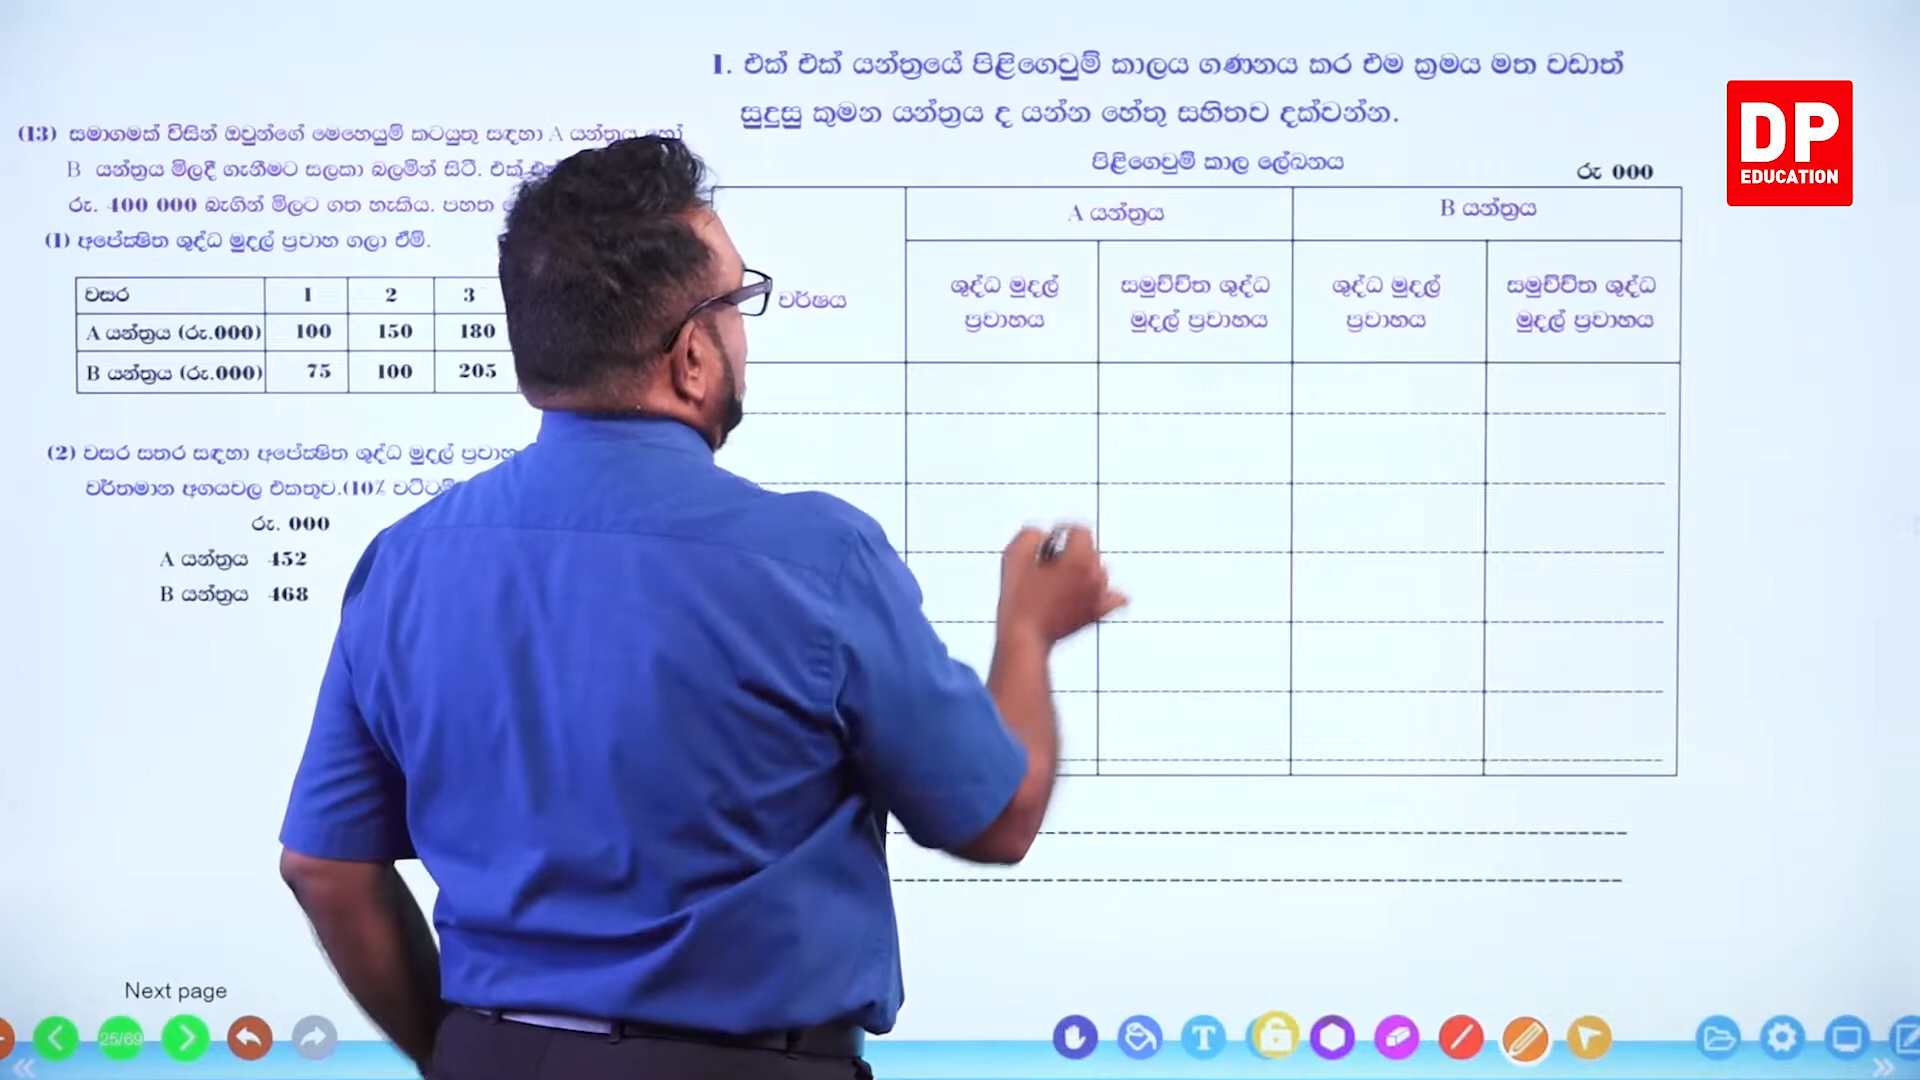 I. එක් එක් යන්ත්‍රයේ පිළිගෙවුම් කාලය ගණනය කර එම ක්‍රමය මත වඩාත්
සුදුසු කුමන යන්ත්‍රය ද යන්න හේතු සහිතව දක්වන්න.
DP
EDUCATION
(13) සමාගමක් විසින් ඔවුන්ගේ මෙහෙයුම් කටයුතු සඳහා A යන්ත්‍රය හෝ
B යන්ත්‍රය මිලදී ගැනීමට සලකා බලමින් සිටී. එක් එක්
රු. 400 000 බැගින් මිලට ගත හැකිය. පහත
(1) අපේක්ෂිත ශුද්ධ මුදල් ප්‍රවාහ ගලා ඒම්.
වසර 1 2 3
A යන්ත්‍රය (රු.000) 100 150 180
B යන්ත්‍රය (රු.000) 75 100 205
(2) වසර සතර සඳහා අපේක්ෂිත ශුද්ධ මුදල් ප්‍රවාහ
වර්තමාන අගයවල එකතුව.(10%
රු. 000
A යන්ත්‍රය 452
B යන්ත්‍රය 468
පිළිගෙවුම් කාල ලේඛනය
රු 000
වර්ෂය
A යන්ත්‍රය B යන්ත්‍රය
ශුද්ධ මුදල් ප්‍රවාහය
සමුච්චිත ශුද්ධ මුදල් ප්‍රවාහය
ශුද්ධ මුදල් ප්‍රවාහය
සමුච්චිත ශුද්ධ මුදල් ප්‍රවාහය
Next page
25/69